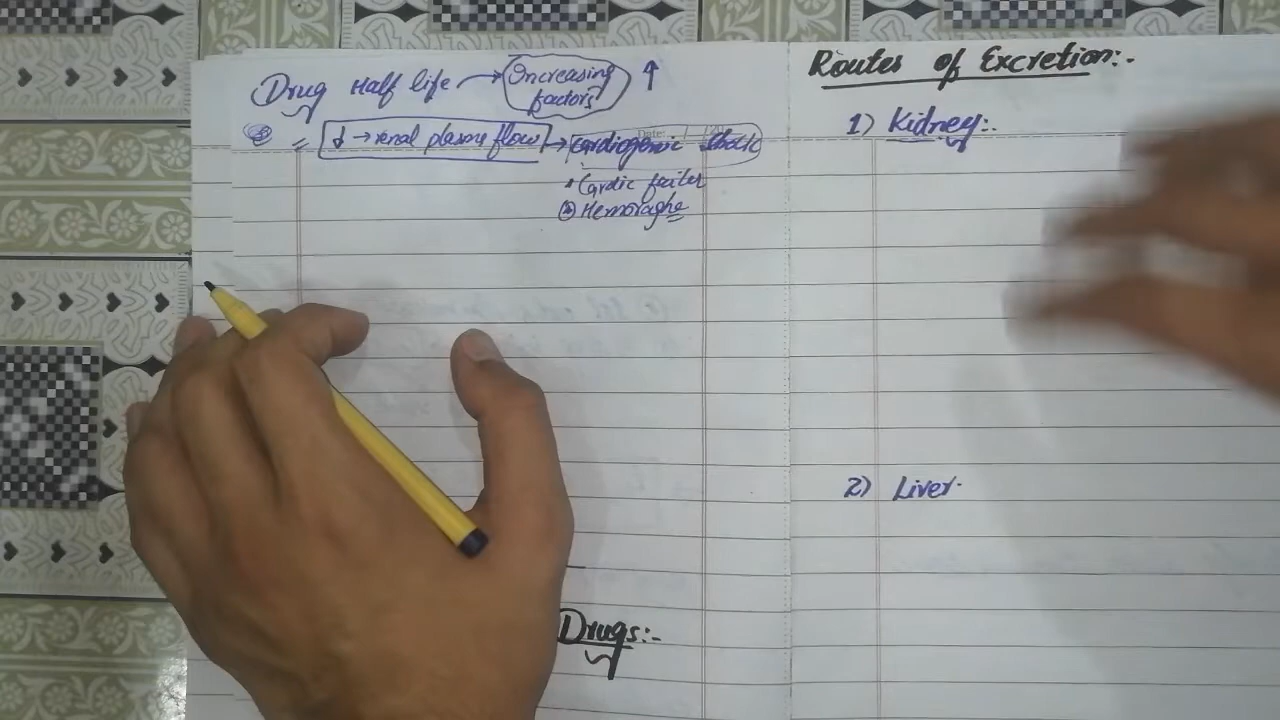 Drug Half life → Increasing factors ↑
= ↓ → renal plasma flow → cardiogenic shock
• Cardic failer
Hemoraghe
Drugs:-
Routes of Excretion:-
1) Kidney:-
2) Liver